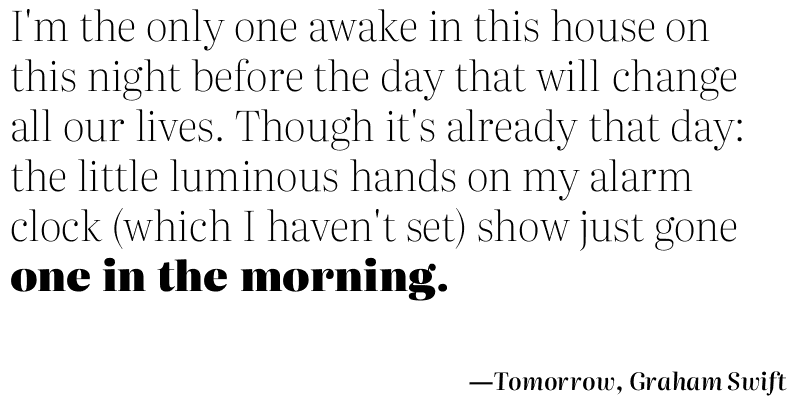 I'm the only one awake in this house on
this night before the day that will change
all our lives. Though it's already that day:
the little luminous hands on my alarm
clock (which I haven't set) show just gone
one in the morning.
—Tomorrow, Graham Swift